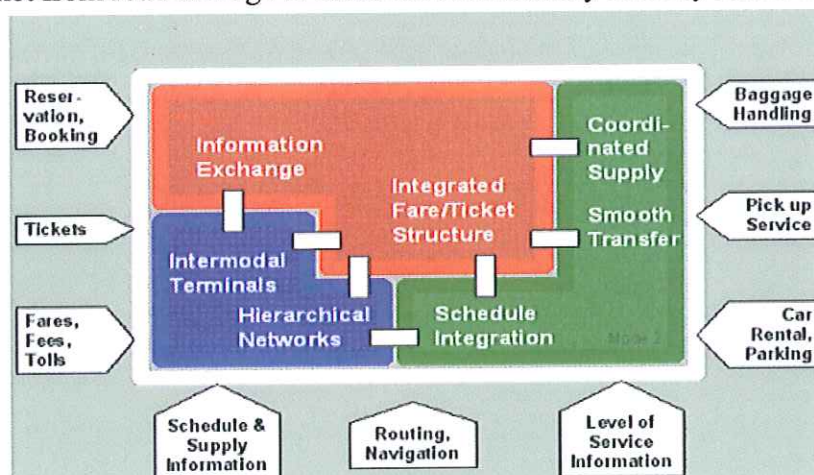 Reser-
vation,
Booking
Tickets
Fares,
Fees,
Tolls
Information
Exchange
Integrated
Fare/Ticket
Structure
Coordi-
nated
Supply
Smooth
Transfer
Intermodal
Terminals
Hierarchical
Networks
Schedule
Integration
Baggage
Handling
Pick up
Service
Car
Rental,
Parking
Schedule &
Supply
Information
Routing,
Navigation
Level of
Service
Information